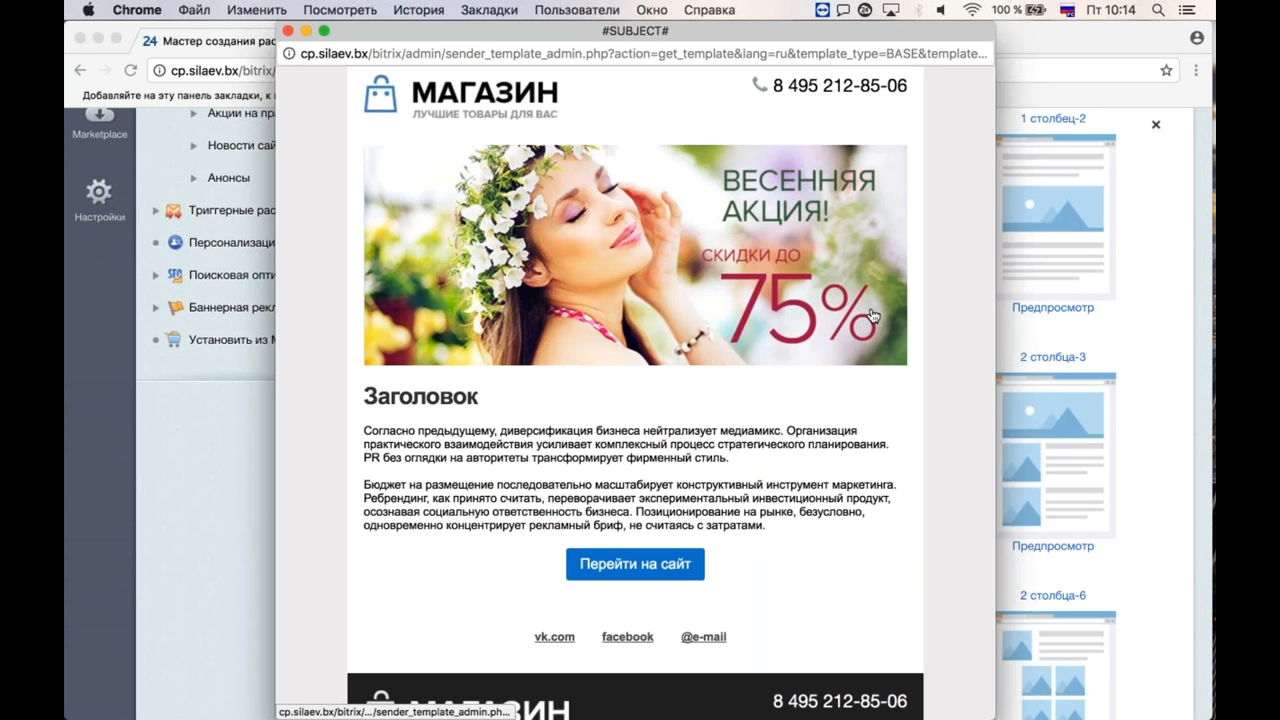 Chrome Файл Изменить Посмотреть История Закладки Пользователи Окно Справка 24 100 % Пт 10:14
24 Мастер создания рас
#SUBJECT#
cp.silaev.bx/bitrix/admin/sender_template_admin.php?action=get_template&lang=ru&template_type=BASE&template...
cp.silaev.bx/bitrix/
Добавляйте на эту панель закладки, к
Marketplace
Настройки
Акции на пр
Новости сай
Анонсы
Триггерные рас
Персонализаци
SEO Поисковая опти
Баннерная рекл
Установить из М
МАГАЗИН
ЛУЧШИЕ ТОВАРЫ ДЛЯ ВАС
8 495 212-85-06
ВЕСЕННЯЯ
АКЦИЯ!
СКИДКИ ДО
75%
Заголовок
Согласно предыдущему, диверсификация бизнеса нейтрализует медиамикс. Организация
практического взаимодействия усиливает комплексный процесс стратегического планирования.
PR без оглядки на авторитеты трансформирует фирменный стиль.
Бюджет на размещение последовательно масштабирует конструктивный инструмент маркетинга.
Ребрендинг, как принято считать, переворачивает экспериментальный инвестиционный продукт,
осознавая социальную ответственность бизнеса. Позиционирование на рынке, безусловно,
одновременно концентрирует рекламный бриф, не считаясь с затратами.
Перейти на сайт
vk.com facebook @e-mail
МАГАЗИН
8 495 212-85-06
cp.silaev.bx/bitrix/.../sender_template_admin.ph...
1 столбец-2
Предпросмотр
2 столбца-3
Предпросмотр
2 столбца-6